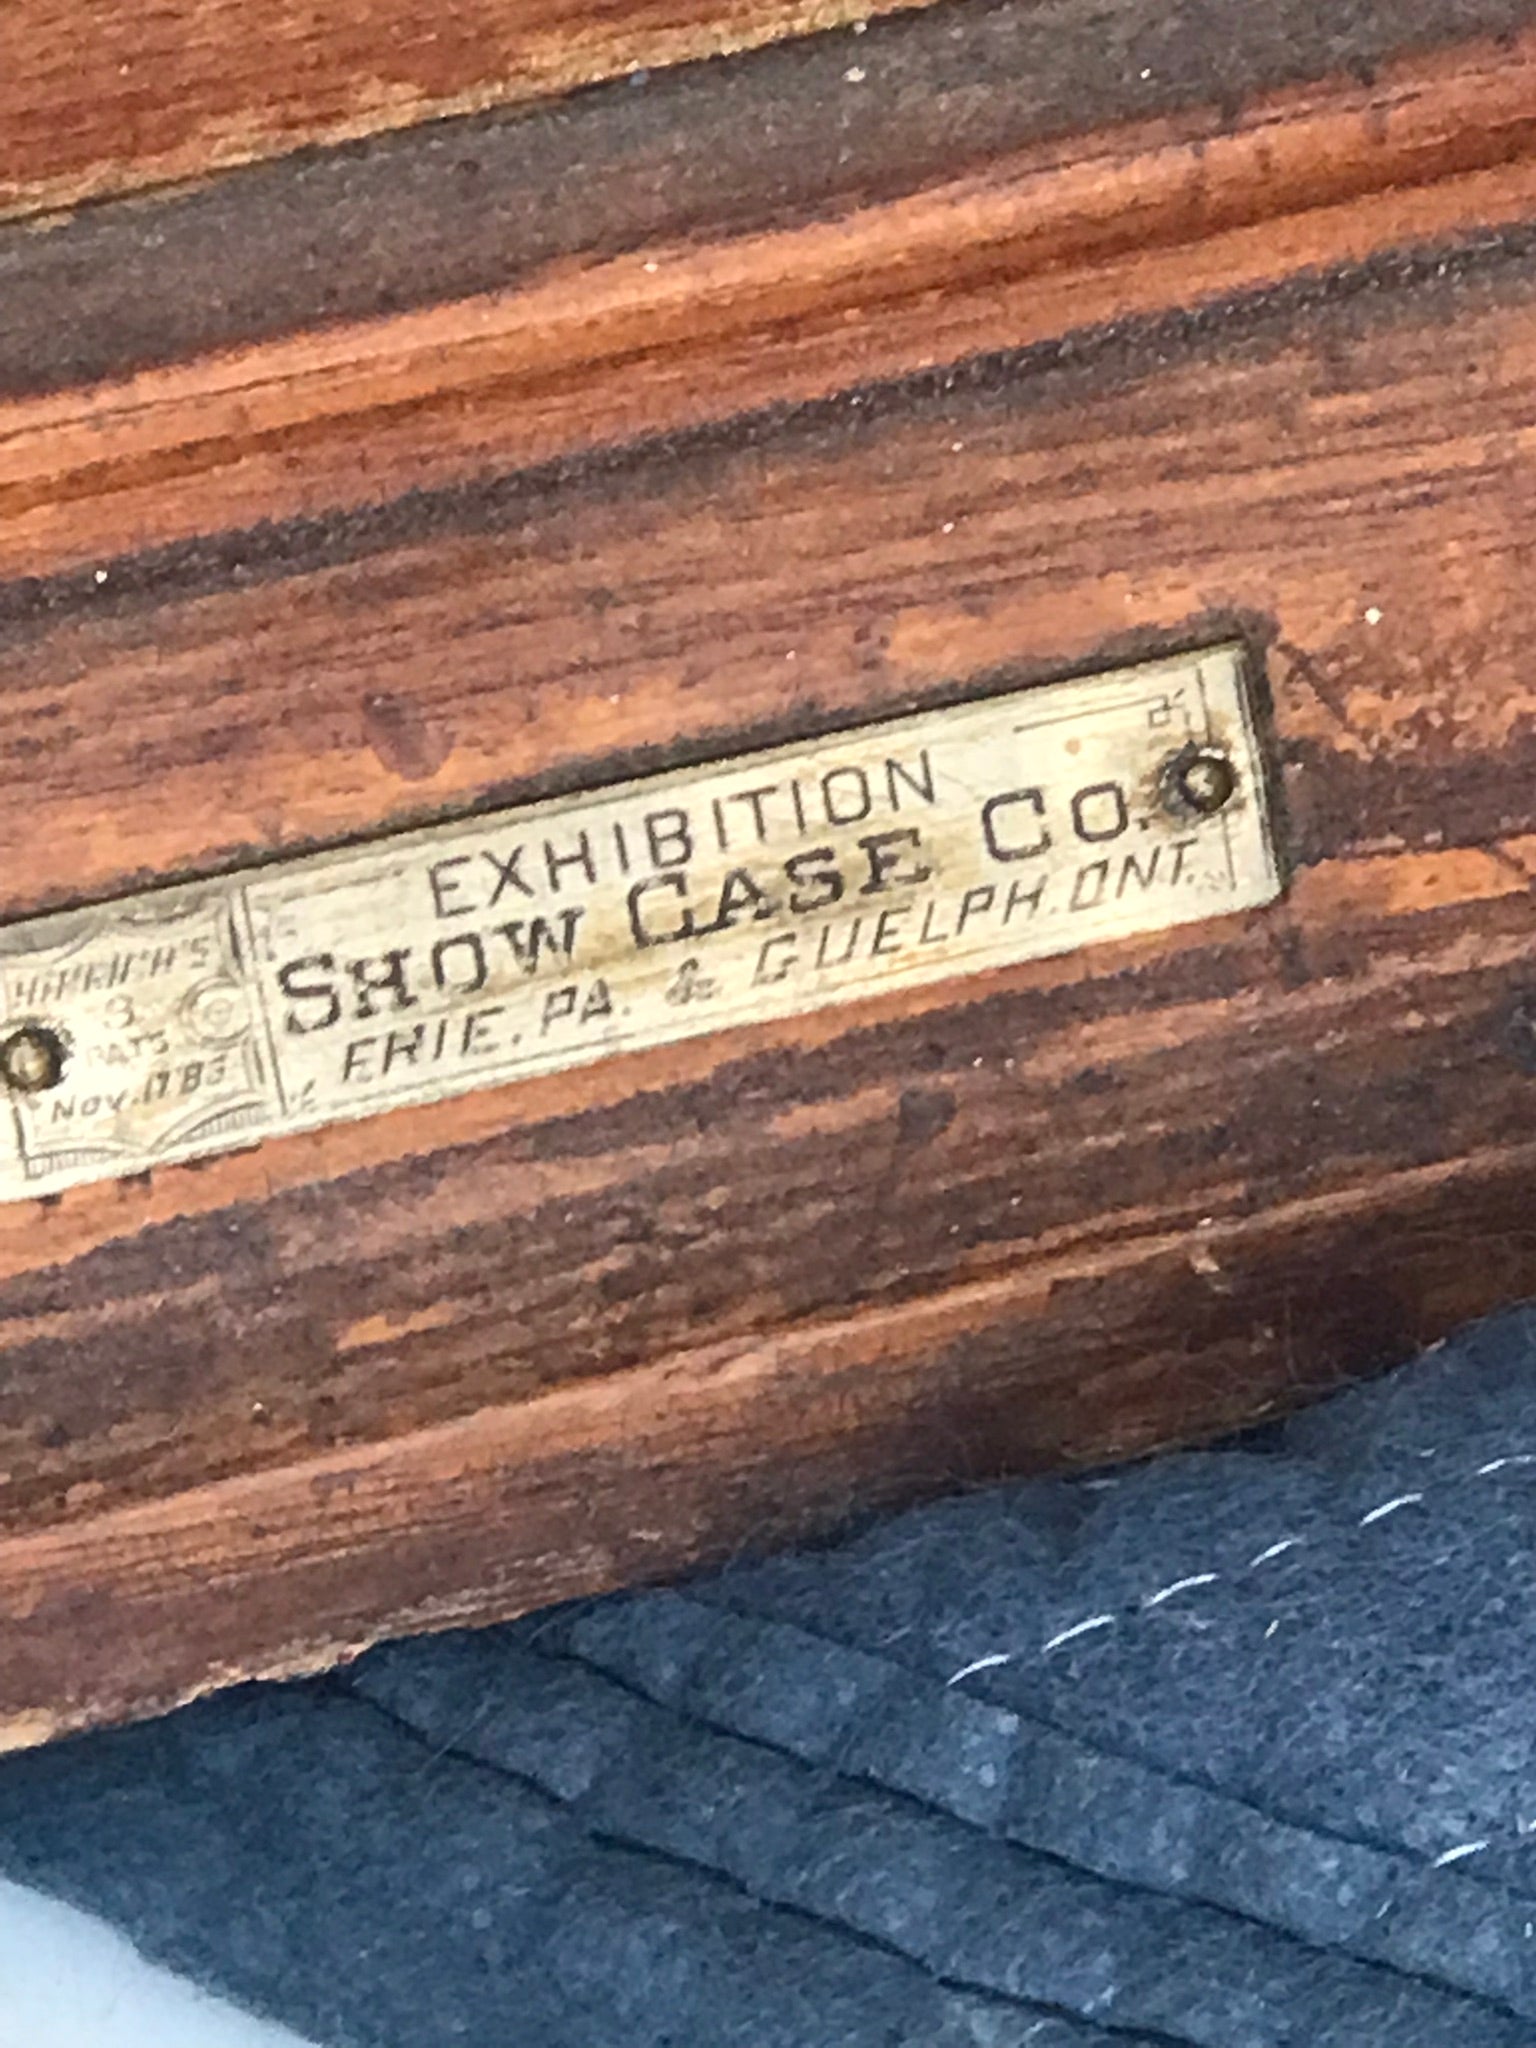 EXHIBITION
SHOW CASE CO.
ERIE, PA. & GUELPH. ONT.
3
PATS
Nov. 17 '83